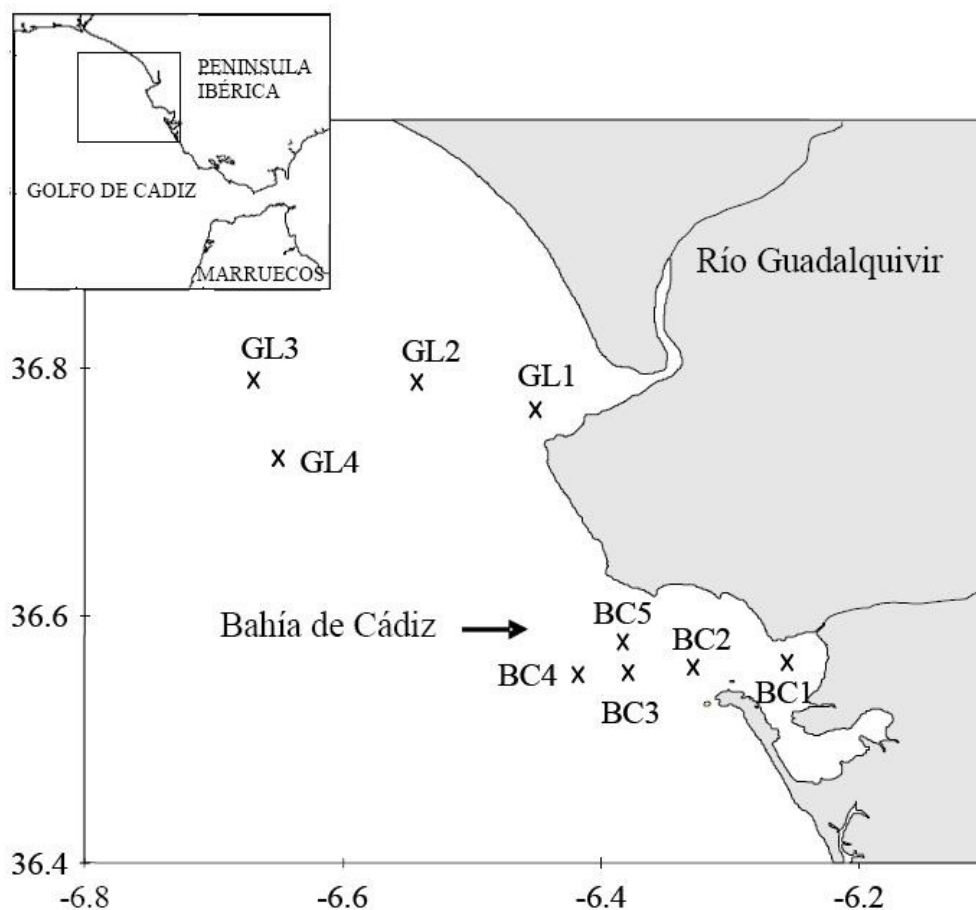 PENINSULA
IBÉRICA
GOLFO DE CADIZ
MARRUECOS
Río Guadalquivir
36.8
GL3
GL2
GL1
GL4
36.6
Bahía de Cádiz
BC5
BC2
BC4
BC3
BC1
36.4
-6.8
-6.6
-6.4
-6.2